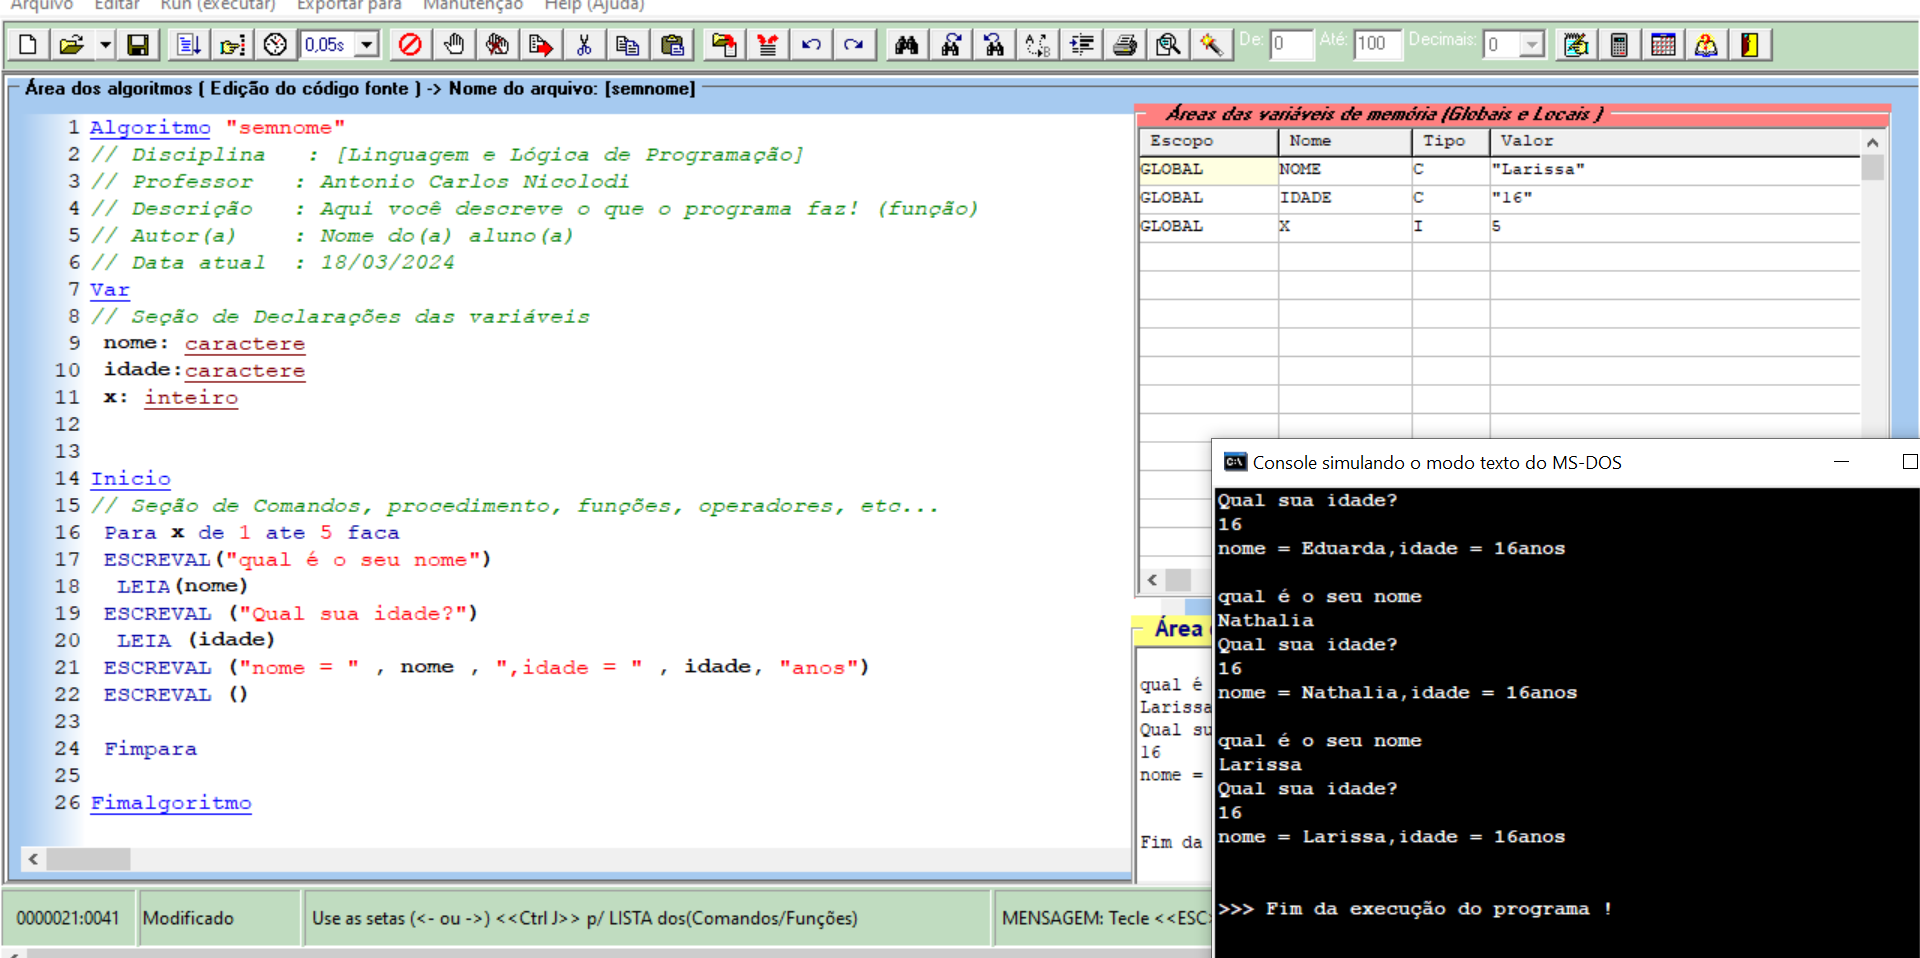 Arquivo Editar Run (executar) Exportar para Manutenção Help (Ajuda)
0,05s De: 0 Até: 100 Decimais: 0
Área dos algoritmos ( Edição do código fonte ) -> Nome do arquivo: [semnome]
1 Algoritmo "semnome"
2 // Disciplina : [Linguagem e Lógica de Programação]
3 // Professor : Antonio Carlos Nicolodi
4 // Descrição : Aqui você descreve o que o programa faz! (função)
5 // Autor(a) : Nome do(a) aluno(a)
6 // Data atual : 18/03/2024
7 Var
8 // Seção de Declarações das variáveis
9 nome: caractere
10 idade:caractere
11 x: inteiro
12
13
14 Inicio
15 // Seção de Comandos, procedimento, funções, operadores, etc...
16 Para x de 1 ate 5 faca
17 ESCREVAL("qual é o seu nome")
18 LEIA(nome)
19 ESCREVAL ("Qual sua idade?")
20 LEIA (idade)
21 ESCREVAL ("nome = " , nome , ",idade = " , idade, "anos")
22 ESCREVAL ()
23
24 Fimpara
25
26 Fimalgoritmo
Áreas das variáveis de memória (Globais e Locais )
Escopo Nome Tipo Valor
GLOBAL NOME C "Larissa"
GLOBAL IDADE C "16"
GLOBAL X I 5
Área
qual é
Larissa
Qual su
16
nome =
Fim da
Console simulando o modo texto do MS-DOS
Qual sua idade?
16
nome = Eduarda,idade = 16anos
qual é o seu nome
Nathalia
Qual sua idade?
16
nome = Nathalia,idade = 16anos
qual é o seu nome
Larissa
Qual sua idade?
16
nome = Larissa,idade = 16anos
>>> Fim da execução do programa !
0000021:0041 Modificado Use as setas (<- ou ->) <<Ctrl J>> p/ LISTA dos(Comandos/Funções) MENSAGEM: Tecle <<ESC>